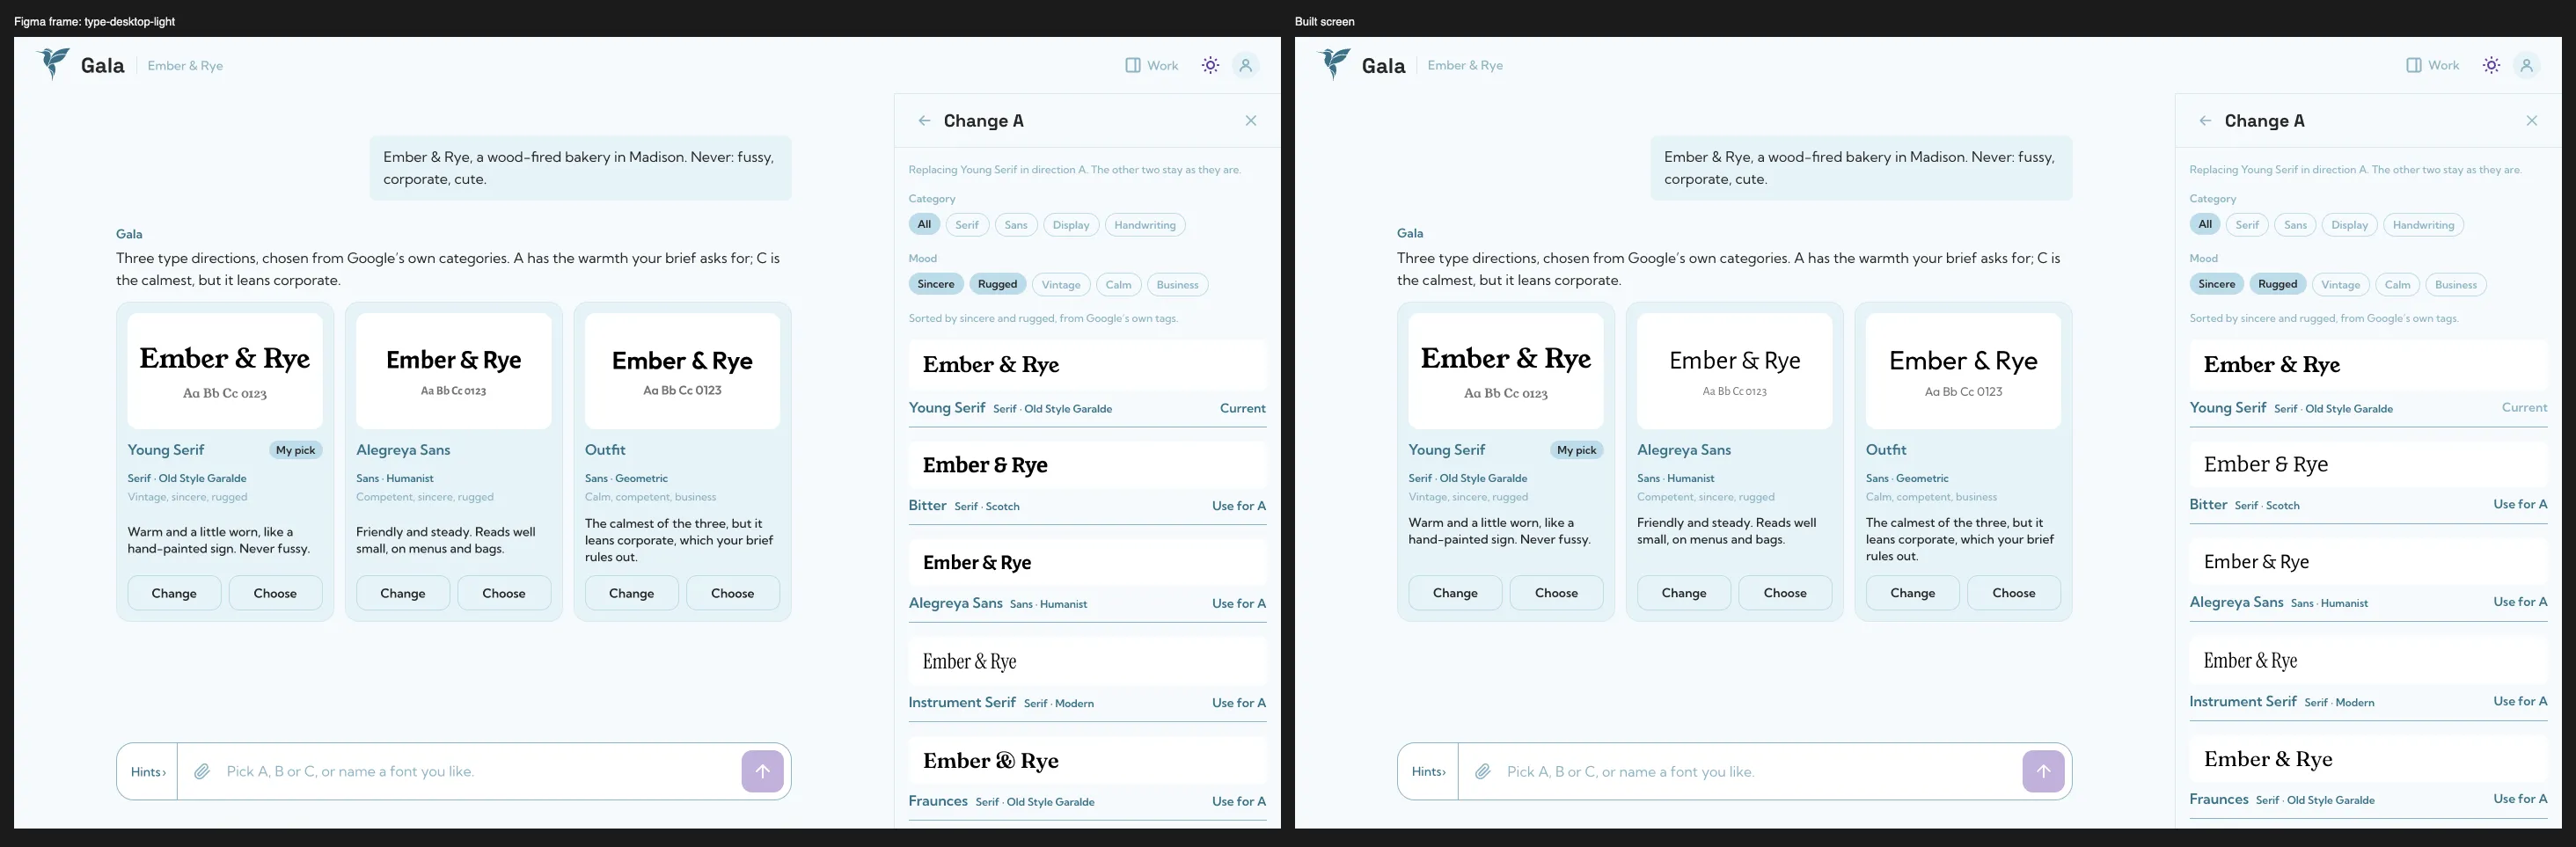 Figma frame: type-desktop-light
Gala
Ember & Rye
Work
Ember & Rye, a wood-fired bakery in Madison. Never: fussy,
corporate, cute.
Gala
Three type directions, chosen from Google’s own categories. A has the warmth your brief asks for; C is
the calmest, but it leans corporate.
Ember & Rye
Aa Bb Cc 0123
Young Serif
My pick
Serif · Old Style Garalde
Vintage, sincere, rugged
Warm and a little worn, like a
hand-painted sign. Never fussy.
Change
Choose
Ember & Rye
Aa Bb Cc 0123
Alegreya Sans
Sans · Humanist
Competent, sincere, rugged
Friendly and steady. Reads well
small, on menus and bags.
Change
Choose
Ember & Rye
Aa Bb Cc 0123
Outfit
Sans · Geometric
Calm, competent, business
The calmest of the three, but it
leans corporate, which your brief
rules out.
Change
Choose
Hints›
Pick A, B or C, or name a font you like.
Change A
Replacing Young Serif in direction A. The other two stay as they are.
Category
All
Serif
Sans
Display
Handwriting
Mood
Sincere
Rugged
Vintage
Calm
Business
Sorted by sincere and rugged, from Google’s own tags.
Ember & Rye
Young Serif Serif · Old Style Garalde Current
Ember & Rye
Bitter Serif · Scotch Use for A
Ember & Rye
Alegreya Sans Sans · Humanist Use for A
Ember & Rye
Instrument Serif Serif · Modern Use for A
Ember & Rye
Fraunces Serif · Old Style Garalde Use for A
Built screen
Gala
Ember & Rye
Work
Ember & Rye, a wood-fired bakery in Madison. Never: fussy,
corporate, cute.
Gala
Three type directions, chosen from Google’s own categories. A has the warmth your brief asks for; C is
the calmest, but it leans corporate.
Ember & Rye
Aa Bb Cc 0123
Young Serif
My pick
Serif · Old Style Garalde
Vintage, sincere, rugged
Warm and a little worn, like a
hand-painted sign. Never fussy.
Change
Choose
Ember & Rye
Aa Bb Cc 0123
Alegreya Sans
Sans · Humanist
Competent, sincere, rugged
Friendly and steady. Reads well
small, on menus and bags.
Change
Choose
Ember & Rye
Aa Bb Cc 0123
Outfit
Sans · Geometric
Calm, competent, business
The calmest of the three, but it
leans corporate, which your brief
rules out.
Change
Choose
Hints›
Pick A, B or C, or name a font you like.
Change A
Replacing Young Serif in direction A. The other two stay as they are.
Category
All
Serif
Sans
Display
Handwriting
Mood
Sincere
Rugged
Vintage
Calm
Business
Sorted by sincere and rugged, from Google’s own tags.
Ember & Rye
Young Serif Serif · Old Style Garalde Current
Ember & Rye
Bitter Serif · Scotch Use for A
Ember & Rye
Alegreya Sans Sans · Humanist Use for A
Ember & Rye
Instrument Serif Serif · Modern Use for A
Ember & Rye
Fraunces Serif · Old Style Garalde Use for A